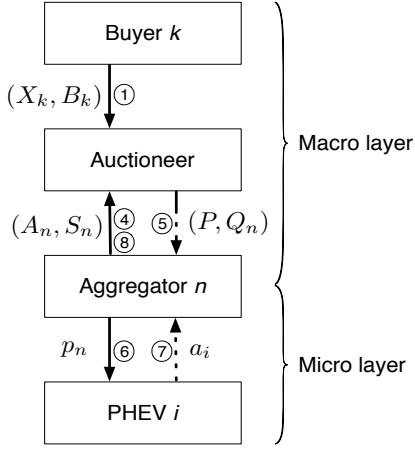 Buyer k
(X_k, B_k) ①
Auctioneer
Macro layer
(A_n, S_n) ④ ⑤ (P, Q_n)
⑧
Aggregator n
p_n ⑥ ⑦ a_i
Micro layer
PHEV i